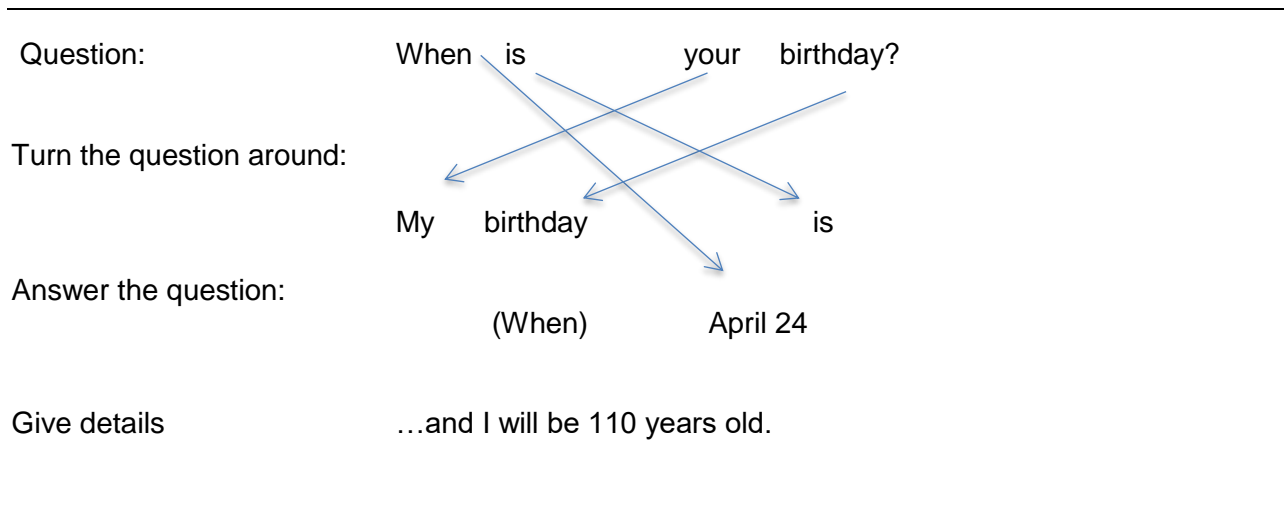 Question: When is your birthday?
Turn the question around:
My birthday is
Answer the question:
(When) April 24
Give details …and I will be 110 years old.